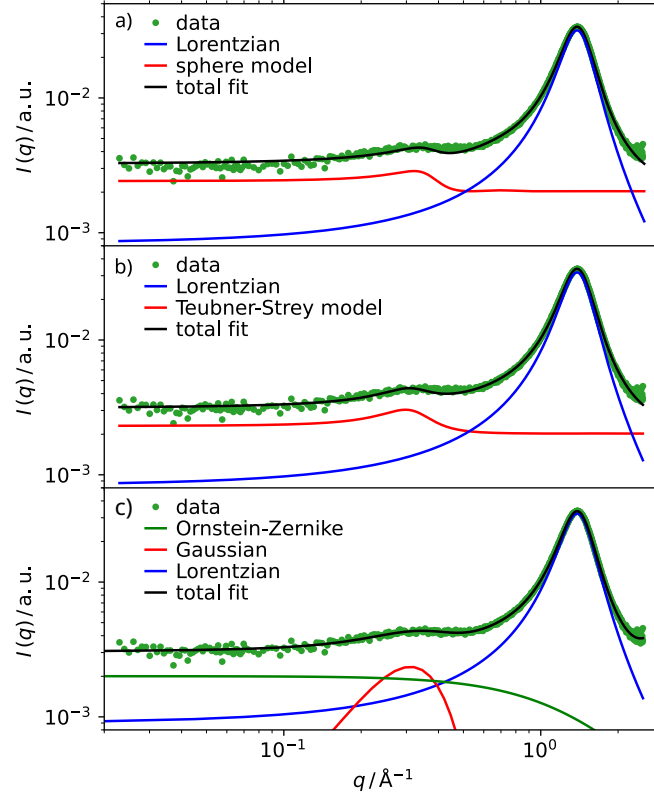 a)
data
Lorentzian
sphere model
total fit
10⁻²
10⁻³
I(q)/a.u.
b)
data
Lorentzian
Teubner-Strey model
total fit
10⁻²
10⁻³
I(q)/a.u.
c)
data
Ornstein-Zernike
Gaussian
Lorentzian
total fit
10⁻²
10⁻³
I(q)/a.u.
10⁻¹
10⁰
q/Å⁻¹